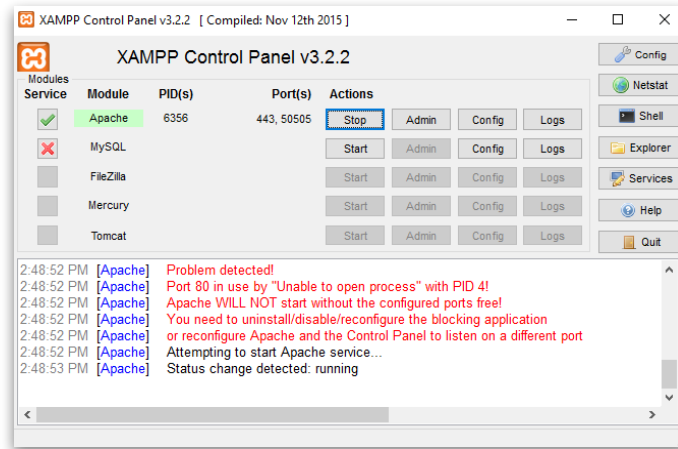 XAMPP Control Panel v3.2.2 [ Compiled: Nov 12th 2015 ]
XAMPP Control Panel v3.2.2
Config
Modules
Service Module PID(s) Port(s) Actions
Netstat
Apache 6356 443, 50505 Stop Admin Config Logs
Shell
MySQL Start Admin Config Logs
Explorer
FileZilla Start Admin Config Logs
Services
Mercury Start Admin Config Logs
Help
Tomcat Start Admin Config Logs
Quit
2:48:52 PM [Apache] Problem detected!
2:48:52 PM [Apache] Port 80 in use by "Unable to open process" with PID 4!
2:48:52 PM [Apache] Apache WILL NOT start without the configured ports free!
2:48:52 PM [Apache] You need to uninstall/disable/reconfigure the blocking application
2:48:52 PM [Apache] or reconfigure Apache and the Control Panel to listen on a different port
2:48:52 PM [Apache] Attempting to start Apache service...
2:48:53 PM [Apache] Status change detected: running